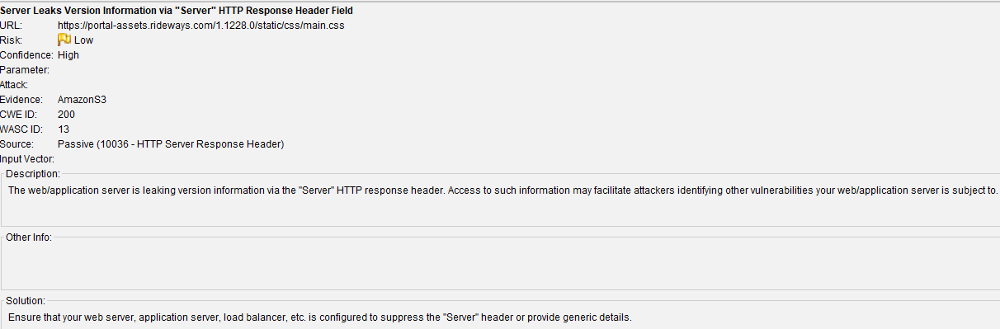 Server Leaks Version Information via "Server" HTTP Response Header Field
URL: https://portal-assets.rideways.com/1.1228.0/static/css/main.css
Risk: Low
Confidence: High
Parameter:
Attack:
Evidence: AmazonS3
CWE ID: 200
WASC ID: 13
Source: Passive (10036 - HTTP Server Response Header)
Input Vector:
Description:
The web/application server is leaking version information via the "Server" HTTP response header. Access to such information may facilitate attackers identifying other vulnerabilities your web/application server is subject to.
Other Info:
Solution:
Ensure that your web server, application server, load balancer, etc. is configured to suppress the "Server" header or provide generic details.